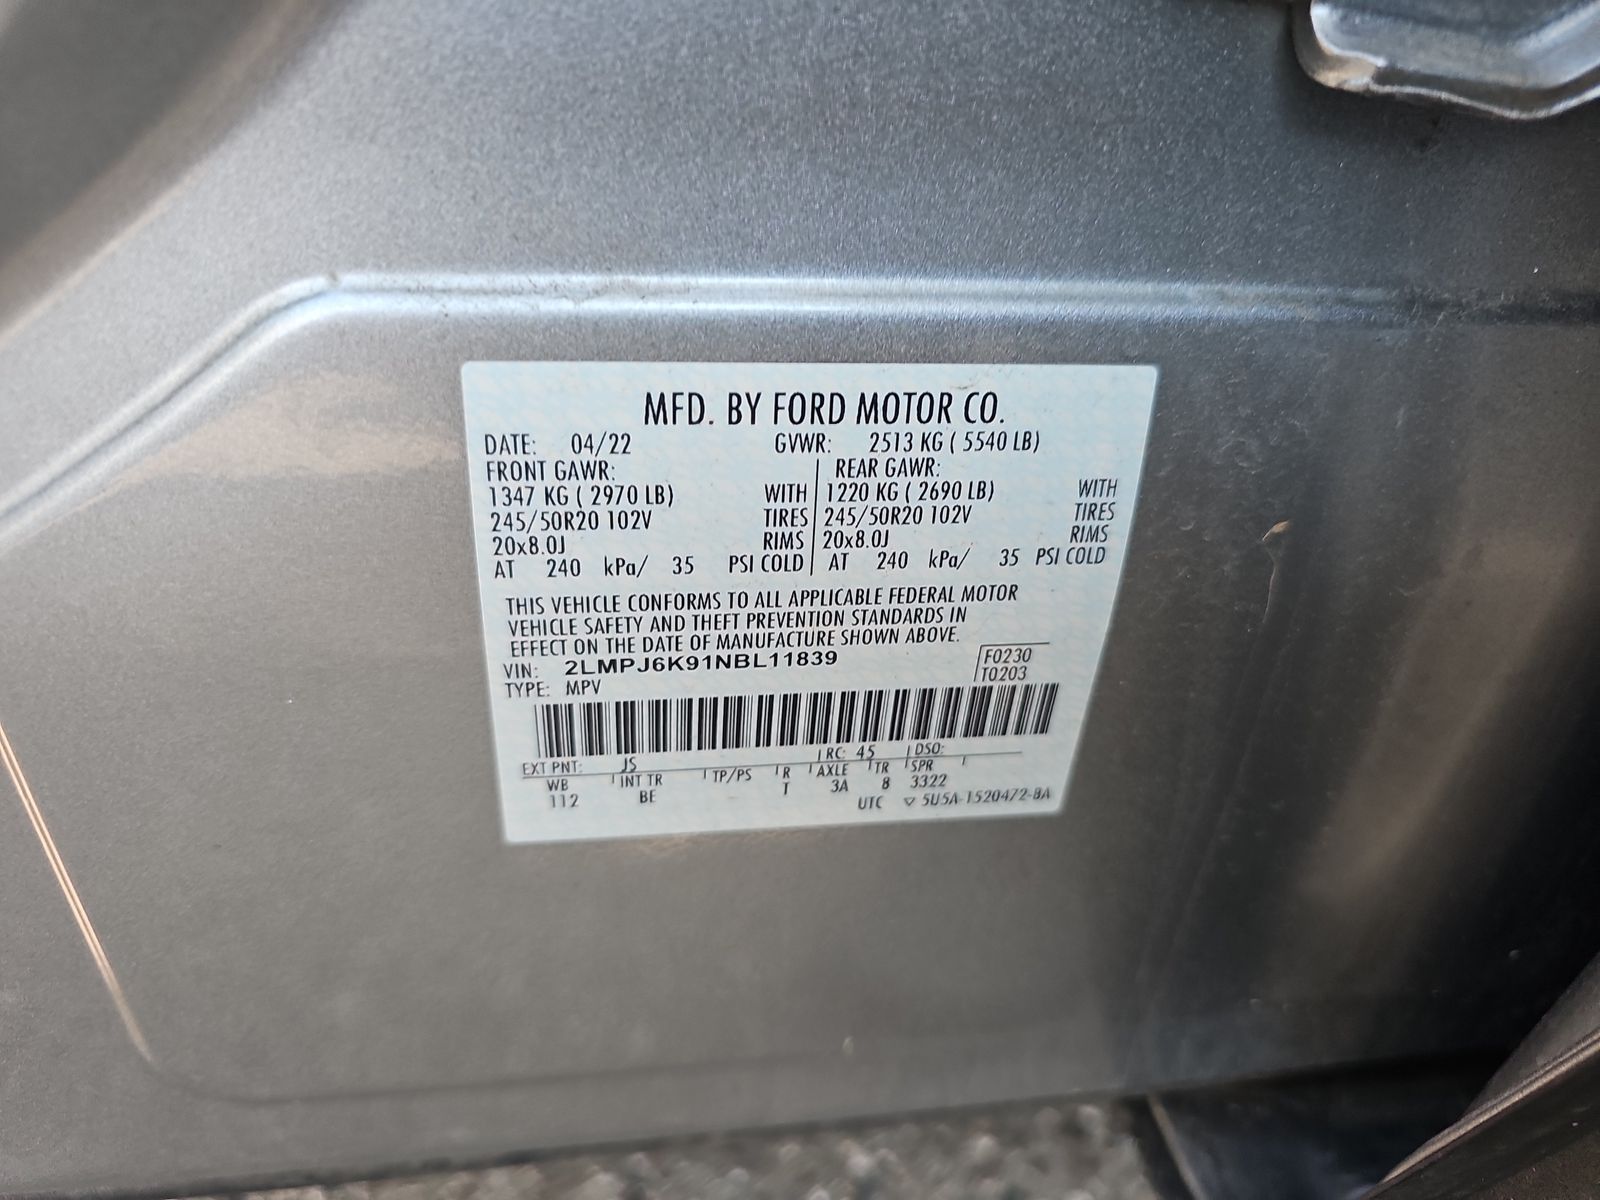 MFD. BY FORD MOTOR CO.
DATE: 04/22 GVWR: 2513 KG ( 5540 LB)
FRONT GAWR: REAR GAWR:
1347 KG ( 2970 LB) WITH 1220 KG ( 2690 LB) WITH
245/50R20 102V TIRES 245/50R20 102V TIRES
20x8.0J RIMS 20x8.0J RIMS
AT 240 kPa/ 35 PSI COLD AT 240 kPa/ 35 PSI COLD
THIS VEHICLE CONFORMS TO ALL APPLICABLE FEDERAL MOTOR
VEHICLE SAFETY AND THEFT PREVENTION STANDARDS IN
EFFECT ON THE DATE OF MANUFACTURE SHOWN ABOVE.
VIN: 2LMPJ6K91NBL11839 F0230
TYPE: MPV T0203
EXT PNT: JS RC: 45 DSO:
WB INT TR TP/PS R AXLE TR SPR
112 BE T 3A 8 3322
UTC ▽ 5U5A-1520472-BA